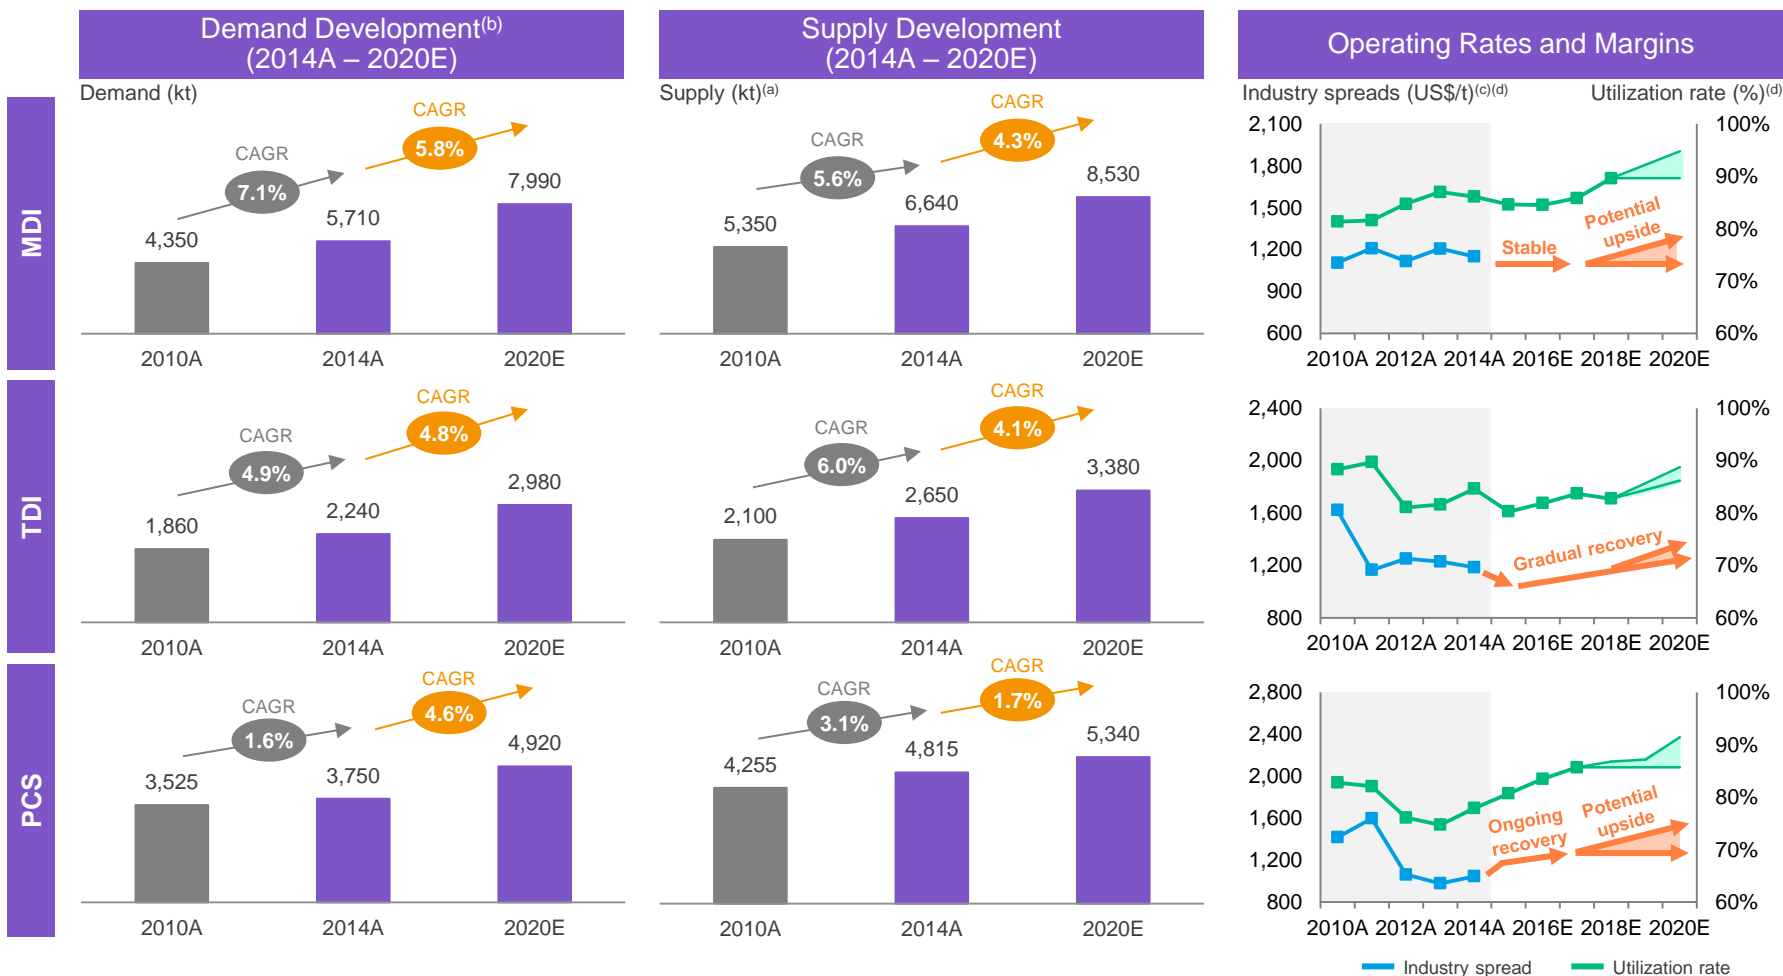 Demand Development(b)
(2014A – 2020E)
Supply Development
(2014A – 2020E)
Operating Rates and Margins
MDI
Demand (kt)
CAGR
7.1%
CAGR
5.8%
4,350
5,710
7,990
2010A
2014A
2020E
Supply (kt)(a)
CAGR
5.6%
CAGR
4.3%
5,350
6,640
8,530
2010A
2014A
2020E
Industry spreads (US$/t)(c)(d)
Utilization rate (%)(d)
2,100
1,800
1,500
1,200
900
600
100%
90%
80%
70%
60%
Stable
Potential
upside
2010A 2012A 2014A 2016E 2018E 2020E
TDI
CAGR
4.9%
CAGR
4.8%
1,860
2,240
2,980
2010A
2014A
2020E
CAGR
6.0%
CAGR
4.1%
2,100
2,650
3,380
2010A
2014A
2020E
2,400
2,000
1,600
1,200
800
100%
90%
80%
70%
60%
Gradual recovery
2010A 2012A 2014A 2016E 2018E 2020E
PCS
CAGR
1.6%
CAGR
4.6%
3,525
3,750
4,920
2010A
2014A
2020E
CAGR
3.1%
CAGR
1.7%
4,255
4,815
5,340
2010A
2014A
2020E
2,800
2,400
2,000
1,600
1,200
800
100%
90%
80%
70%
60%
Ongoing
recovery
Potential
upside
2010A 2012A 2014A 2016E 2018E 2020E
Industry spread
Utilization rate